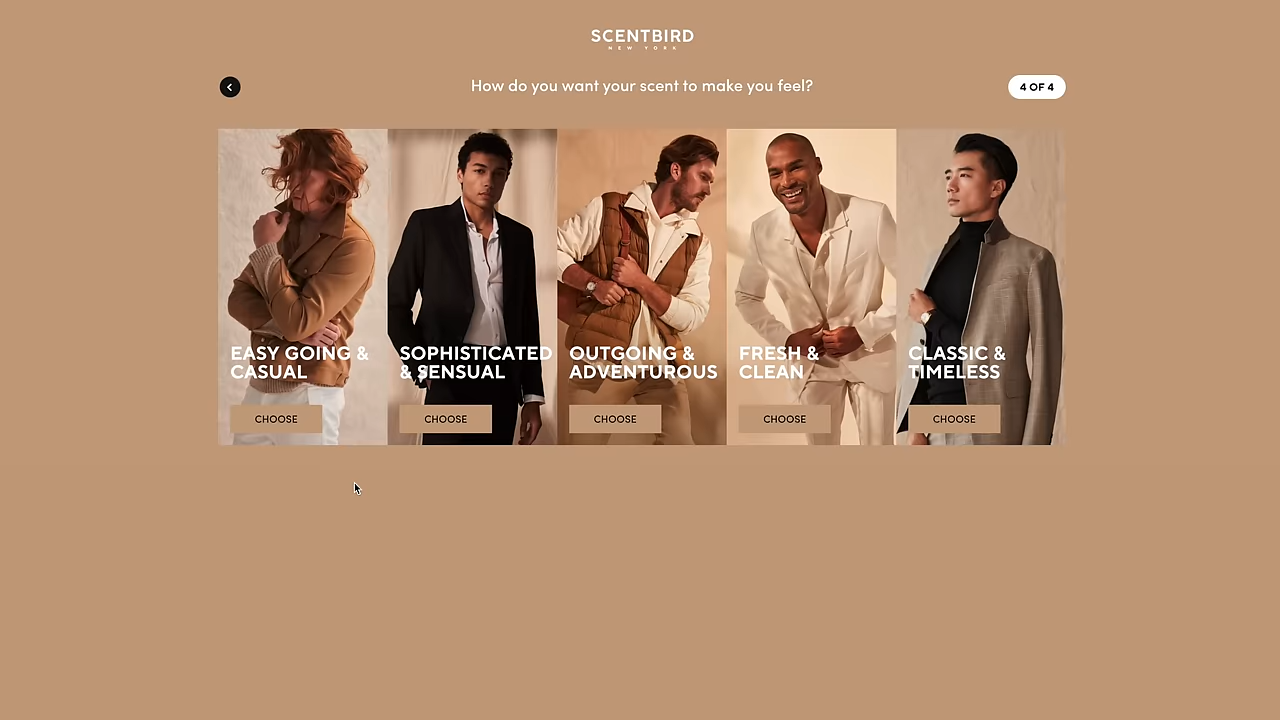 SCENTBIRD
NEW YORK
How do you want your scent to make you feel?
4 OF 4
EASY GOING &
CASUAL
CHOOSE
SOPHISTICATED
& SENSUAL
CHOOSE
OUTGOING &
ADVENTUROUS
CHOOSE
FRESH &
CLEAN
CHOOSE
CLASSIC &
TIMELESS
CHOOSE